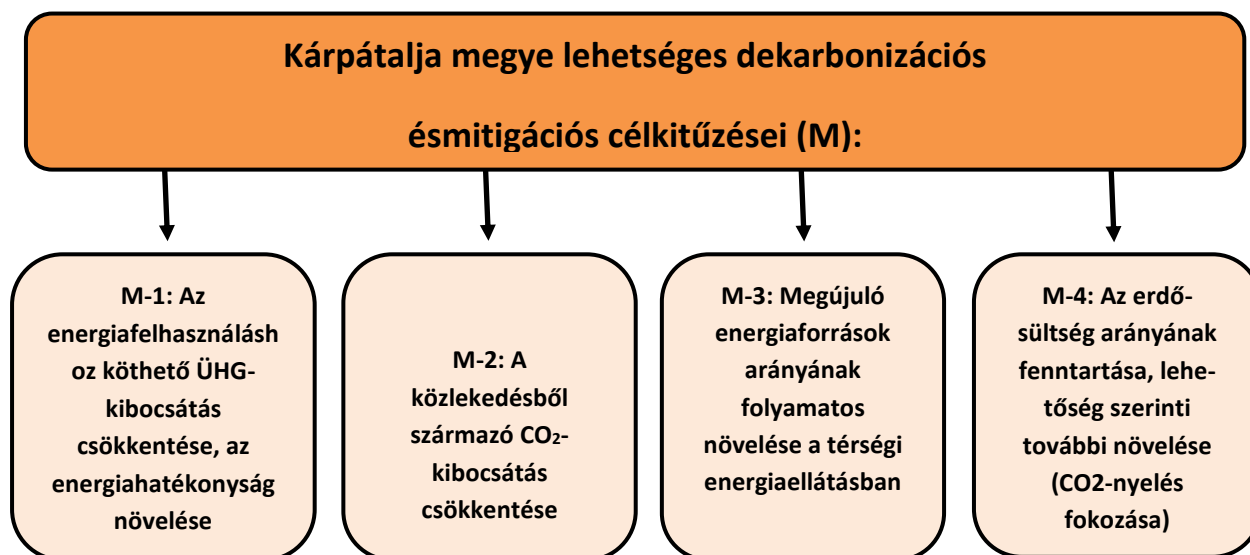 Kárpátalja megye lehetséges dekarbonizációs
ésmitigációs célkitűzései (M):
M-1: Az
energiafelhasználásh
oz köthető ÜHG-
kibocsátás
csökkentése, az
energiahatékonyság
növelése
M-2: A
közlekedésből
származó CO₂-
kibocsátás
csökkentése
M-3: Megújuló
energiaforrások
arányának
folyamatos
növelése a térségi
energiaellátásban
M-4: Az erdő-
sültség arányának
fenntartása, lehe-
tőség szerinti
további növelése
(CO2-nyelés
fokozása)